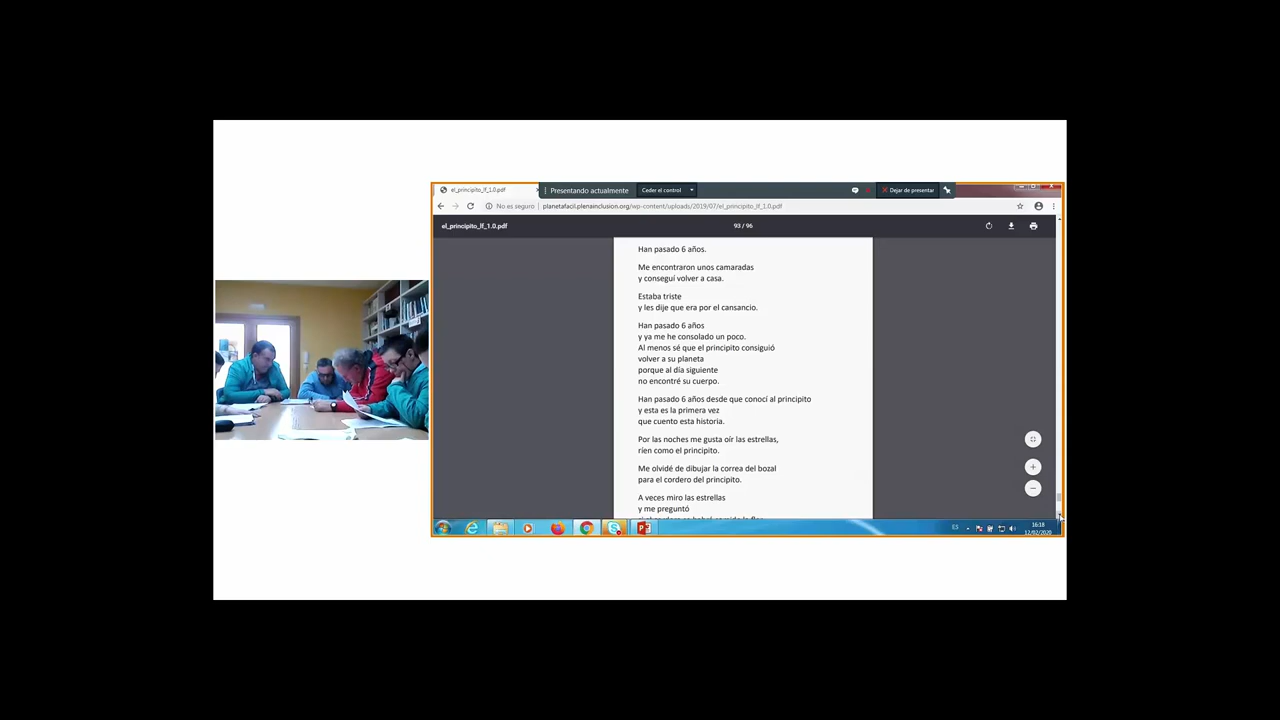 el_principito_lf_1.0.pdf
Presentando actualmente
Ceder el control
Dejar de presentar
No es seguro
planetafacil.plenainclusion.org/wp-content/uploads/2019/07/el_principito_lf_1.0.pdf
el_principito_lf_1.0.pdf
93 / 96
Han pasado 6 años.
Me encontraron unos camaradas
y conseguí volver a casa.
Estaba triste
y les dije que era por el cansancio.
Han pasado 6 años
y ya me he consolado un poco.
Al menos sé que el principito consiguió
volver a su planeta
porque al día siguiente
no encontré su cuerpo.
Han pasado 6 años desde que conocí al principito
y esta es la primera vez
que cuento esta historia.
Por las noches me gusta oír las estrellas,
ríen como el principito.
Me olvidé de dibujar la correa del bozal
para el cordero del principito.
A veces miro las estrellas
y me preguntó
ES
16:18
12/02/2020